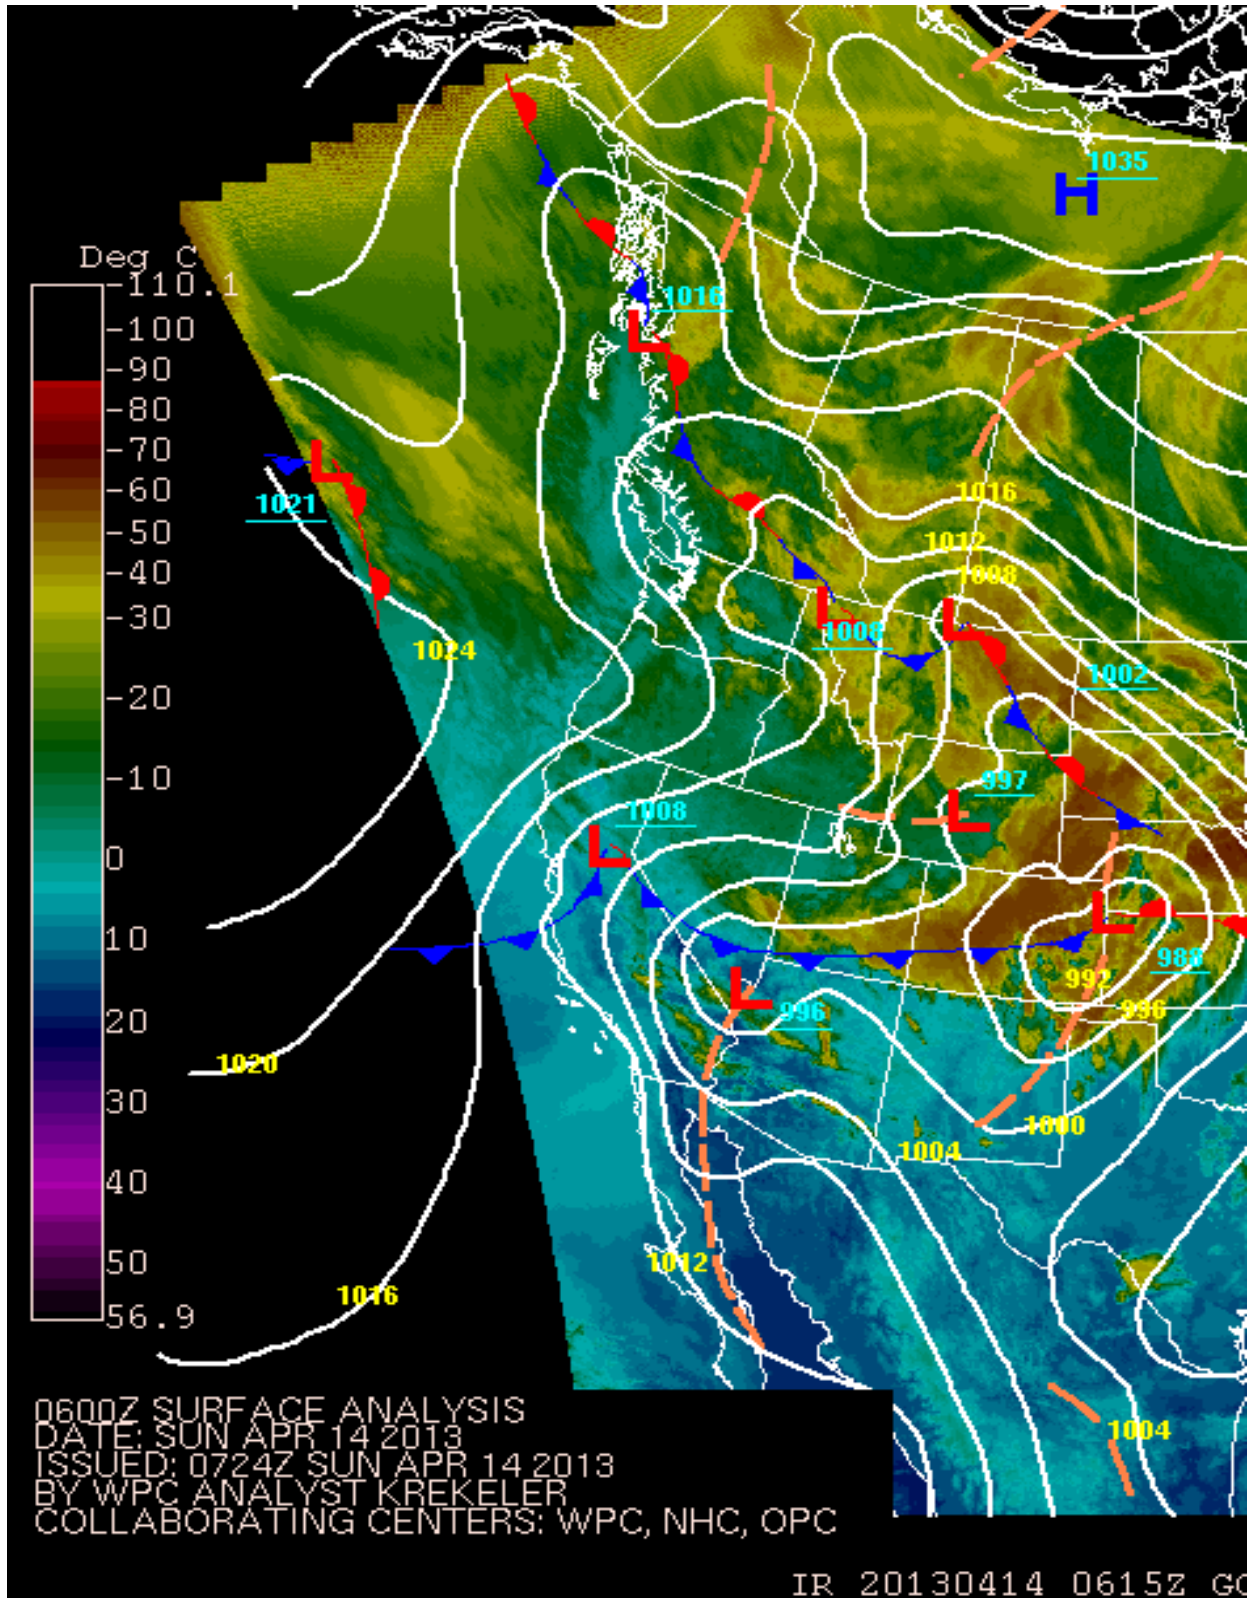 1035
H
Deg C
-110.1
-100
-90
-80
-70
-60
-50
-40
-30
-20
-10
0
10
20
30
40
50
56.9
1016
L
L
1021
1016
1012
1008
L
1008
L
1002
1024
997
L
1008
L
L
988
992
996
L
996
1020
1000
1004
1012
1016
1004
0600Z SURFACE ANALYSIS
DATE: SUN APR 14 2013
ISSUED: 0724Z SUN APR 14 2013
BY WPC ANALYST KREKELER
COLLABORATING CENTERS: WPC, NHC, OPC
IR 20130414 0615Z GO